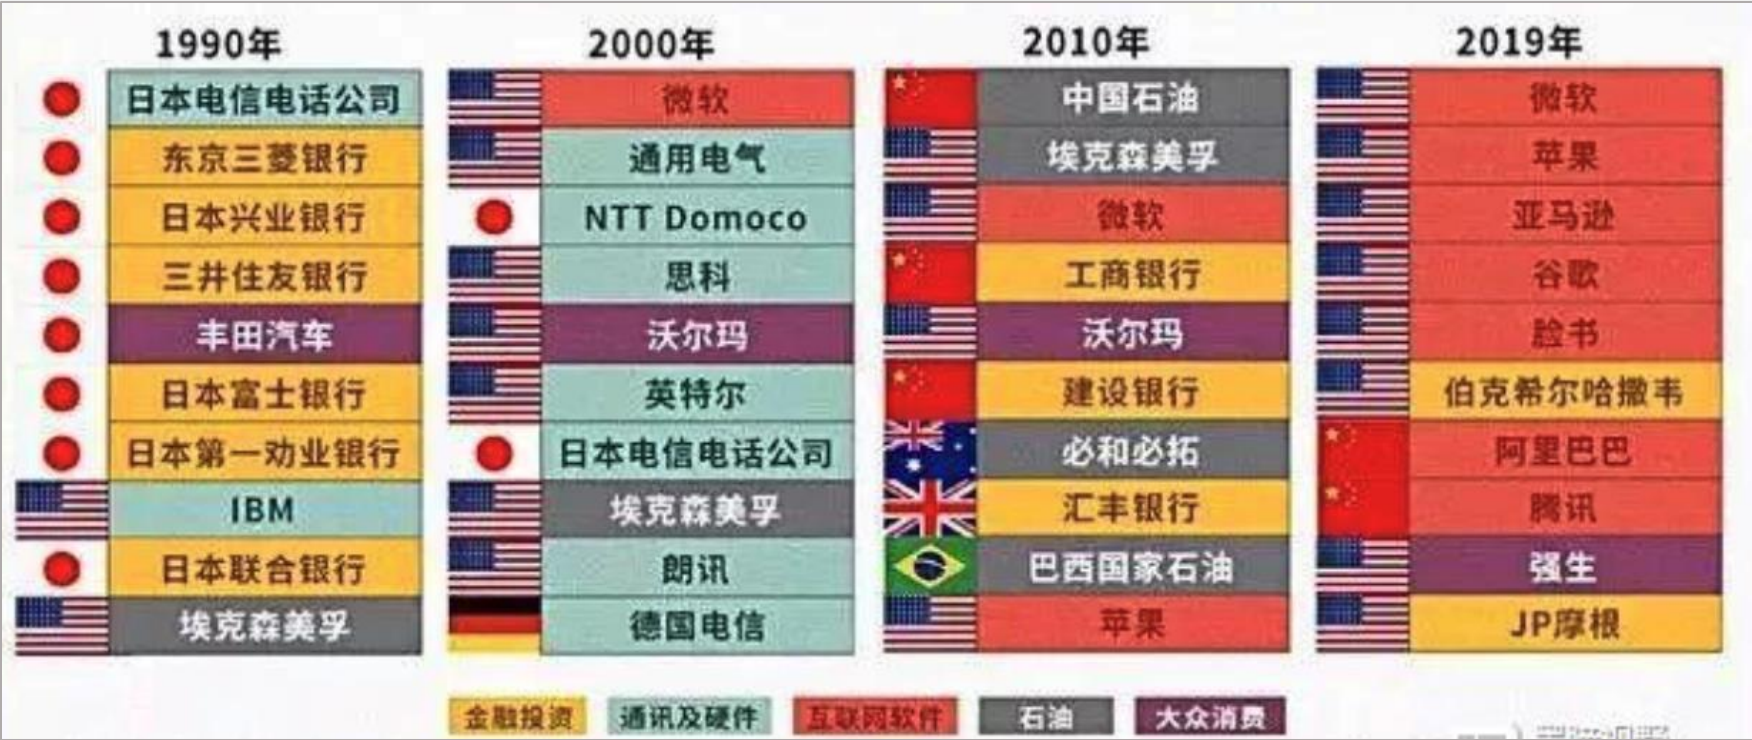 1990年
日本电信电话公司
东京三菱银行
日本兴业银行
三井住友银行
丰田汽车
日本富士银行
日本第一劝业银行
IBM
日本联合银行
埃克森美孚
2000年
微软
通用电气
NTT Domoco
思科
沃尔玛
英特尔
日本电信电话公司
埃克森美孚
朗讯
德国电信
2010年
中国石油
埃克森美孚
微软
工商银行
沃尔玛
建设银行
必和必拓
汇丰银行
巴西国家石油
苹果
2019年
微软
苹果
亚马逊
谷歌
脸书
伯克希尔哈撒韦
阿里巴巴
腾讯
强生
JP摩根
金融投资
通讯及硬件
互联网软件
石油
大众消费